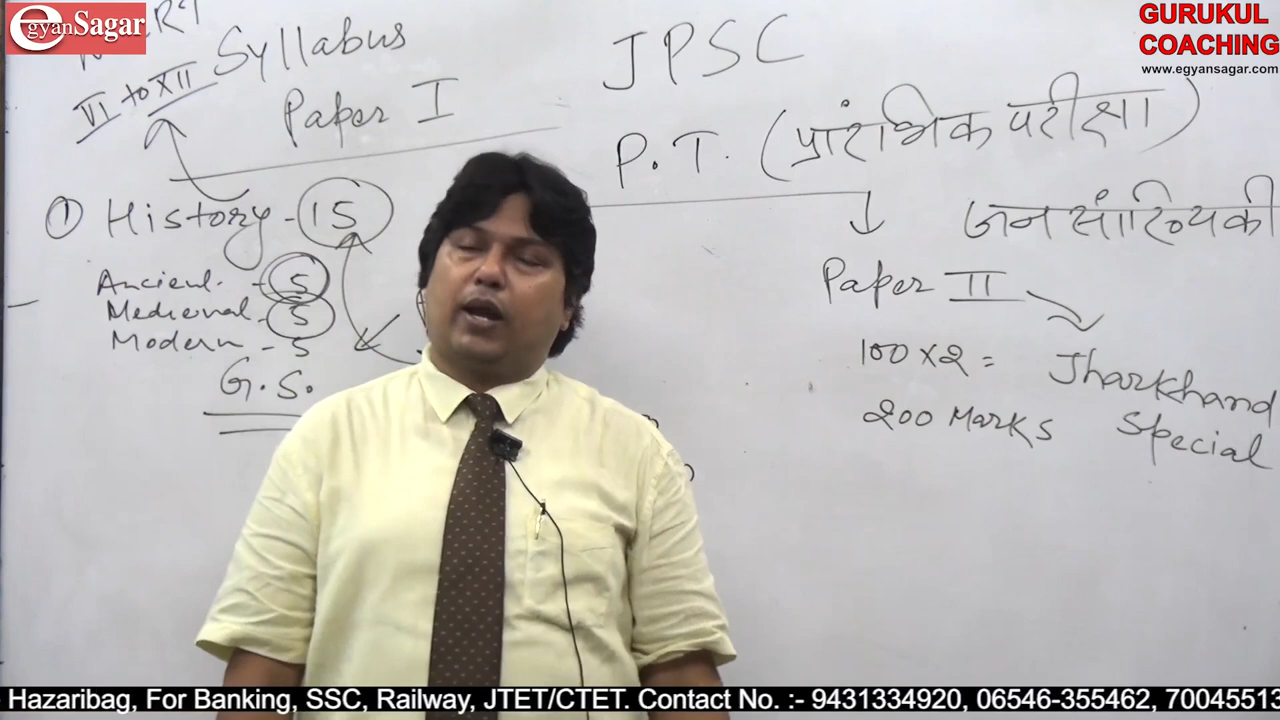 egyanSagar
GURUKUL
COACHING
www.egyansagar.com
VI to XII
Syllabus
Paper I
① History - 15
Ancient. - 5
Medieval - 5
Modern - 5
G.S.
JPSC
P.T. (प्रारंभिक परीक्षा)
जन सांख्यिकी
Paper II
100 x 2 =
200 Marks
Jharkhand
Special
Hazaribag, For Banking, SSC, Railway, JTET/CTET. Contact No. :- 9431334920, 06546-355462, 70045513